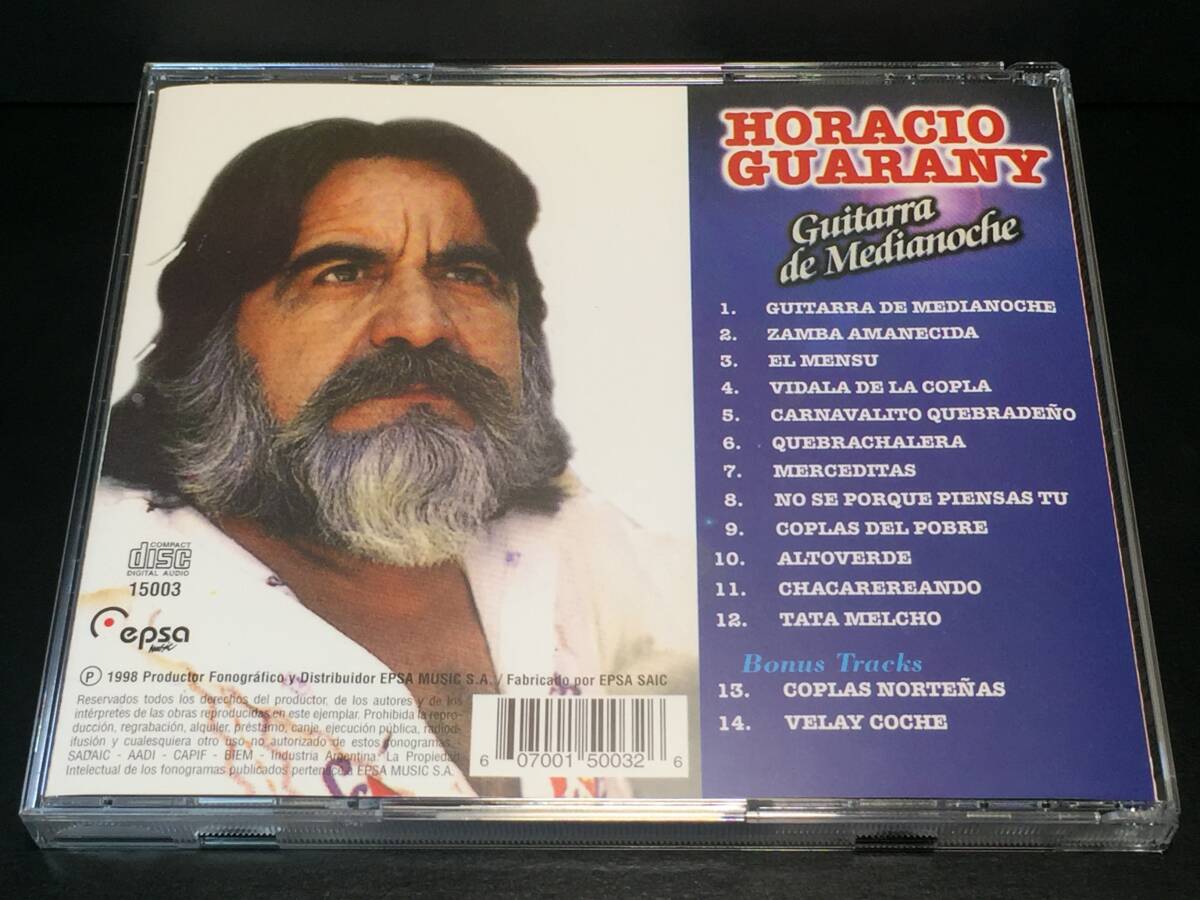 HORACIO
GUARANY
Guitarra
de Medianoche
1. GUITARRA DE MEDIANOCHE
2. ZAMBA AMANECIDA
3. EL MENSU
4. VIDALA DE LA COPLA
5. CARNAVALITO QUEBRADEÑO
6. QUEBRACHALERA
7. MERCEDITAS
8. NO SE PORQUE PIENSAS TU
9. COPLAS DEL POBRE
10. ALTOVERDE
11. CHACAREREANDO
12. TATA MELCHO
Bonus Tracks
13. COPLAS NORTEÑAS
14. VELAY COCHE
COMPACT
disc
DIGITAL AUDIO
15003
epsa
music
Ⓟ 1998 Productor Fonográfico y Distribuidor EPSA MUSIC S.A. / Fabricado por EPSA SAIC
Reservados todos los derechos del productor, de los autores y de los
intérpretes de las obras reproducidas en este ejemplar. Prohibida la repro-
ducción, regrabación, alquiler, préstamo, canje, ejecución pública, radiod-
ifusión y cualesquiera otro uso no autorizado de estos fonogramas.
SADAIC - AADI - CAPIF - BIEM - Industria Argentina. La Propiedad
Intelectual de los fonogramas publicados pertenece a EPSA MUSIC S.A.
6 07001 50032 6